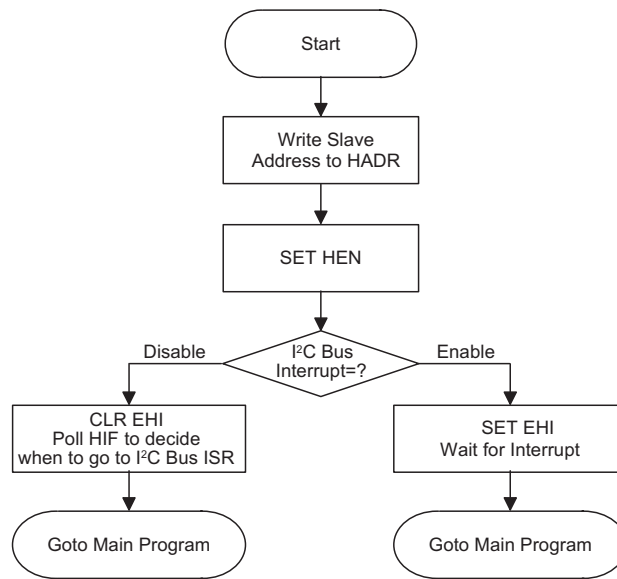 Start
Write Slave
Address to HADR
SET HEN
Disable
I²C Bus
Interrupt=?
Enable
CLR EHI
Poll HIF to decide
when to go to I²C Bus ISR
SET EHI
Wait for Interrupt
Goto Main Program
Goto Main Program